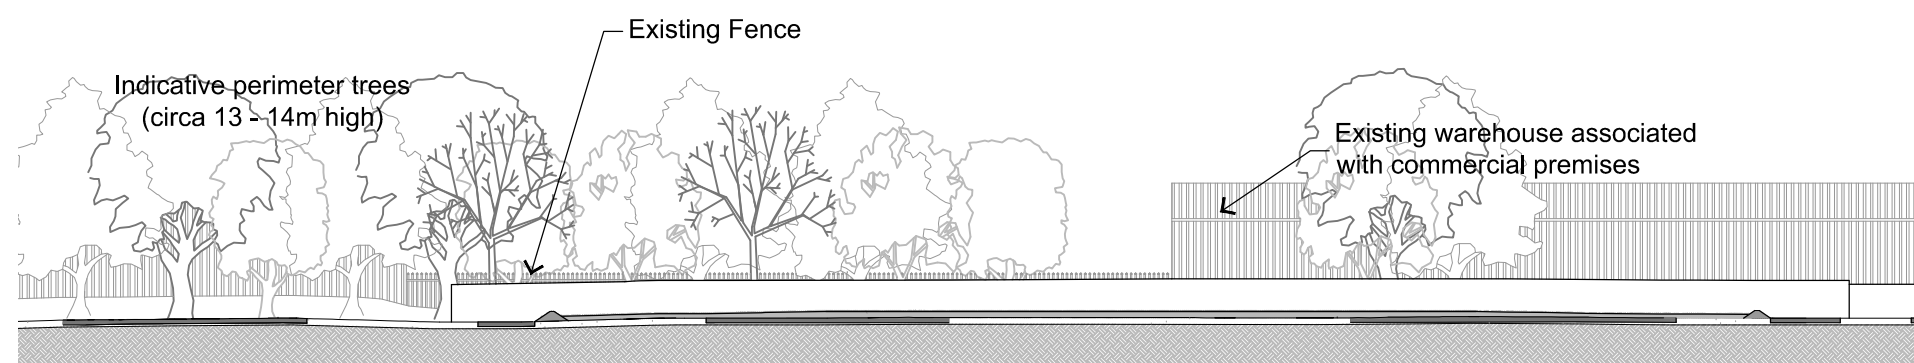 Existing Fence
Indicative perimeter trees
(circa 13 - 14m high)
Existing warehouse associated
with commercial premises